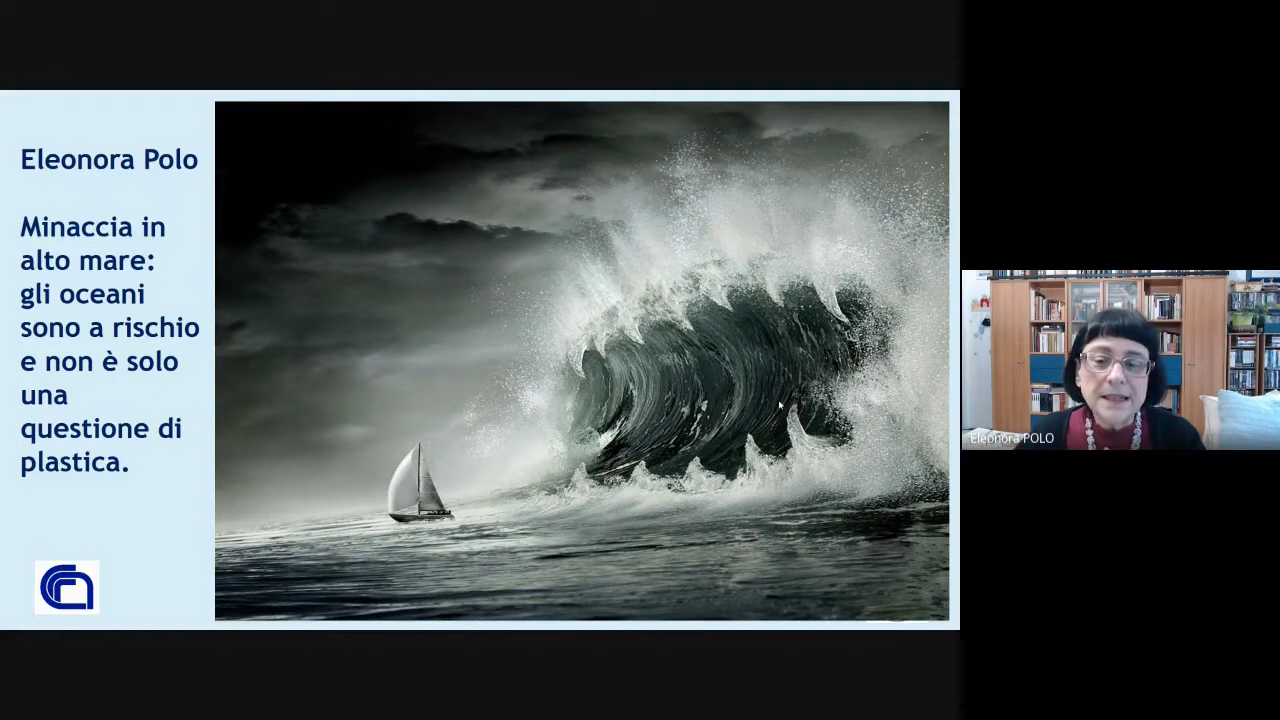 Eleonora Polo
Minaccia in
alto mare:
gli oceani
sono a rischio
e non è solo
una
questione di
plastica.
Eleonora POLO